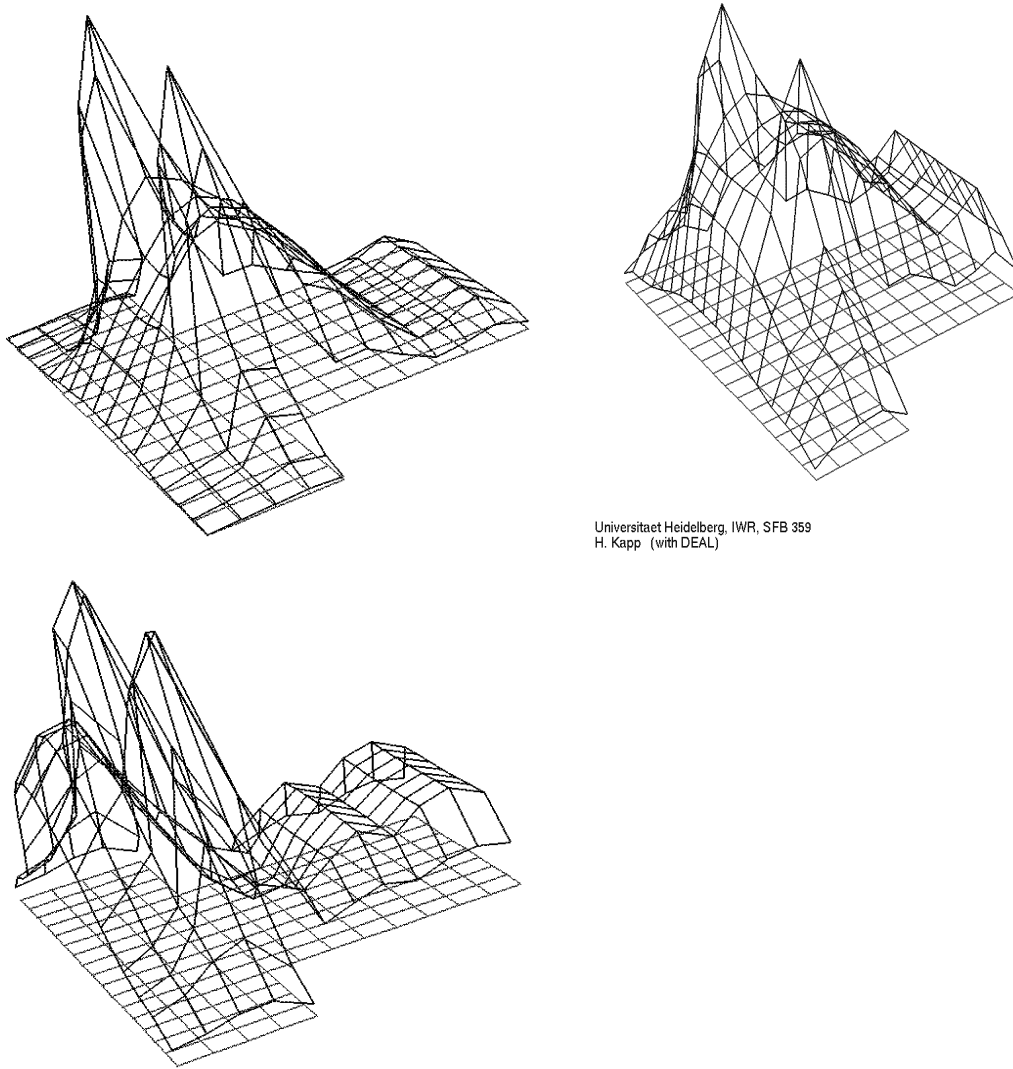 Universitaet Heidelberg, IWR, SFB 359
H. Kapp (with DEAL)